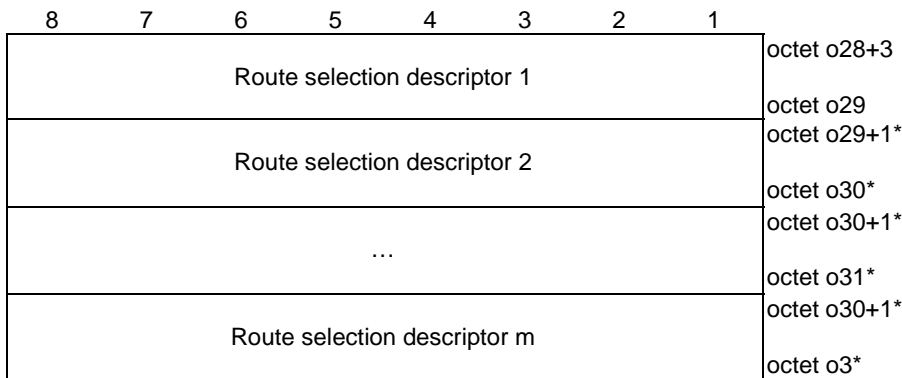 8 7 6 5 4 3 2 1
octet o28+3
Route selection descriptor 1
octet o29
octet o29+1*
Route selection descriptor 2
octet o30*
octet o30+1*
…
octet o31*
octet o30+1*
Route selection descriptor m
octet o3*